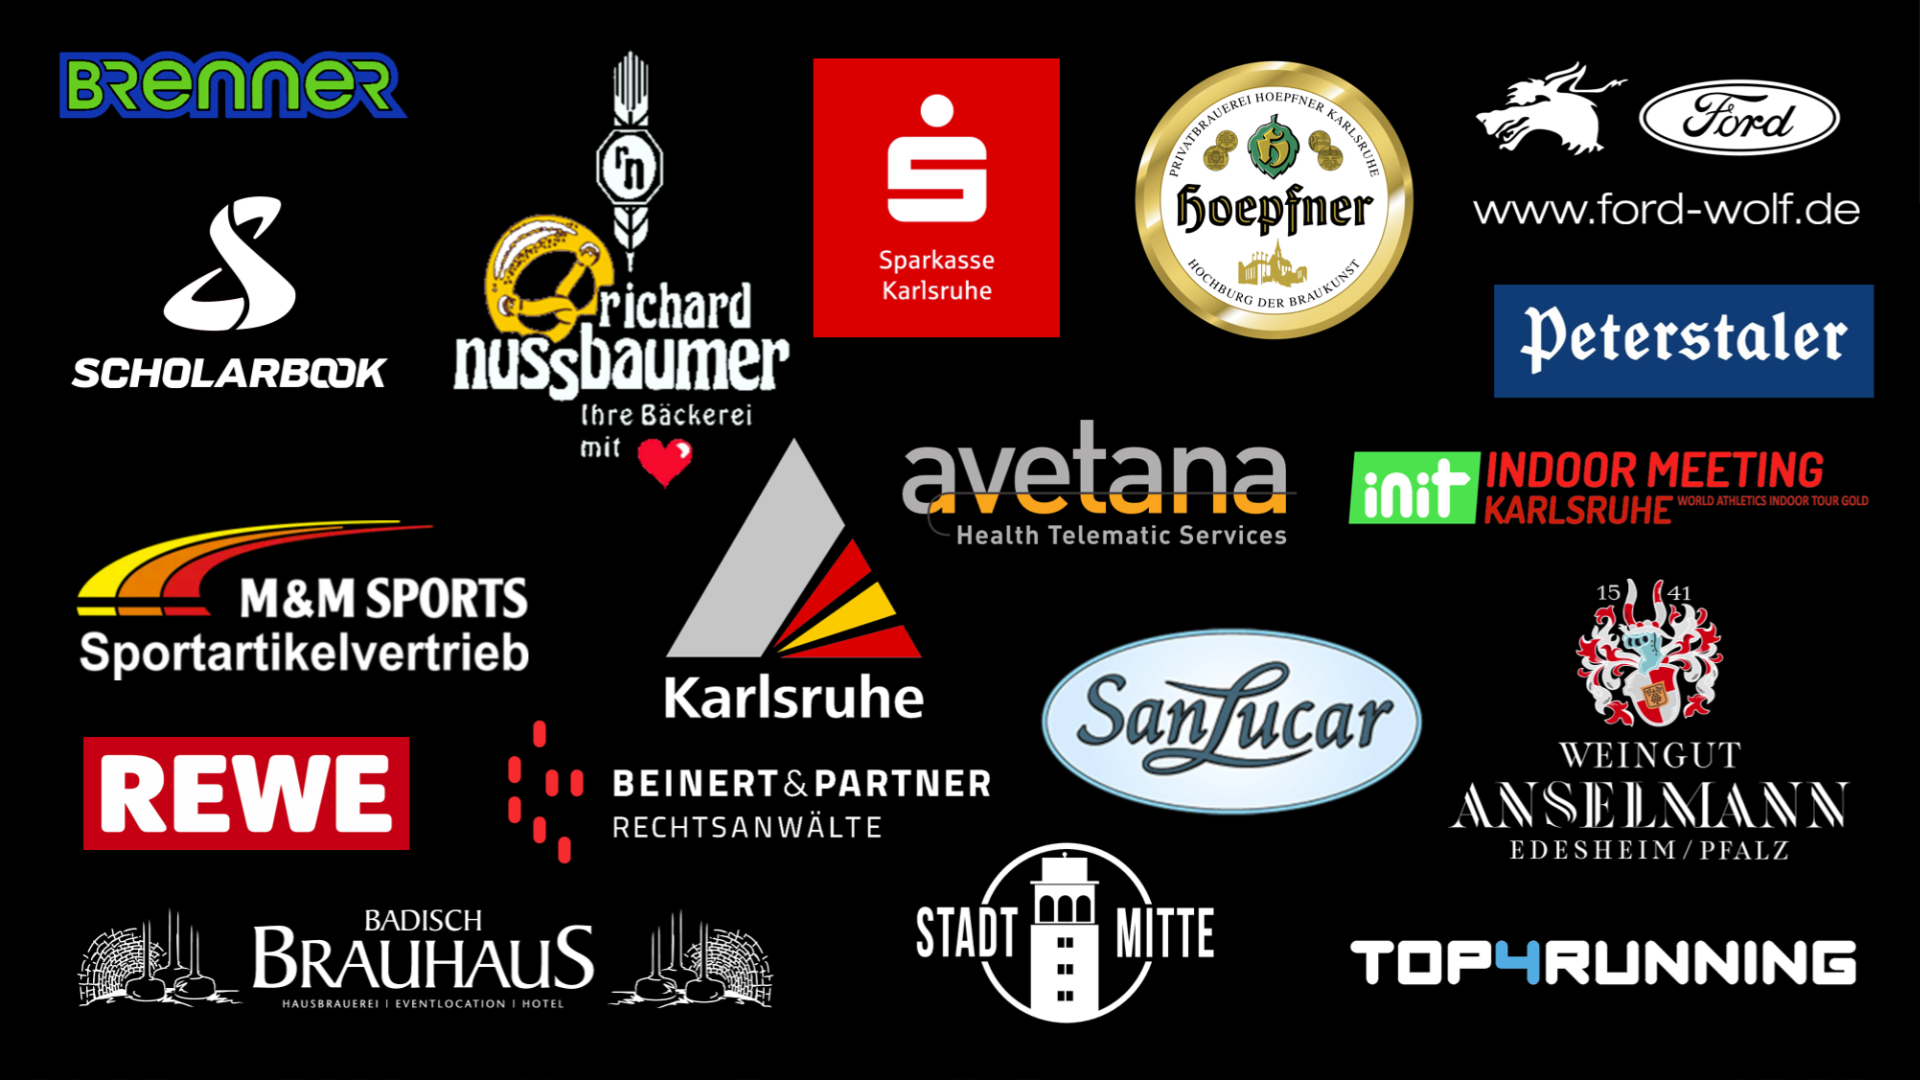 BRENNER
SCHOLARBOOK
rn
richard
nussbaumer
Ihre Bäckerei
mit
Sparkasse
Karlsruhe
PRIVATBRAUEREI HOEPFNER KARLSRUHE
Hoepfner
HOCHBURG DER BRAUKUNST
Ford
www.ford-wolf.de
Peterstaler
avetana
Health Telematic Services
init INDOOR MEETING
KARLSRUHE WORLD ATHLETICS INDOOR TOUR GOLD
M&M SPORTS
Sportartikelvertrieb
Karlsruhe
SanLucar
15 41
WEINGUT
ANSELMANN
EDESHEIM/PFALZ
REWE
BEINERT&PARTNER
RECHTSANWÄLTE
BADISCH
BRAUHAUS
HAUSBRAUEREI | EVENTLOCATION | HOTEL
STADT MITTE
TOP4RUNNING